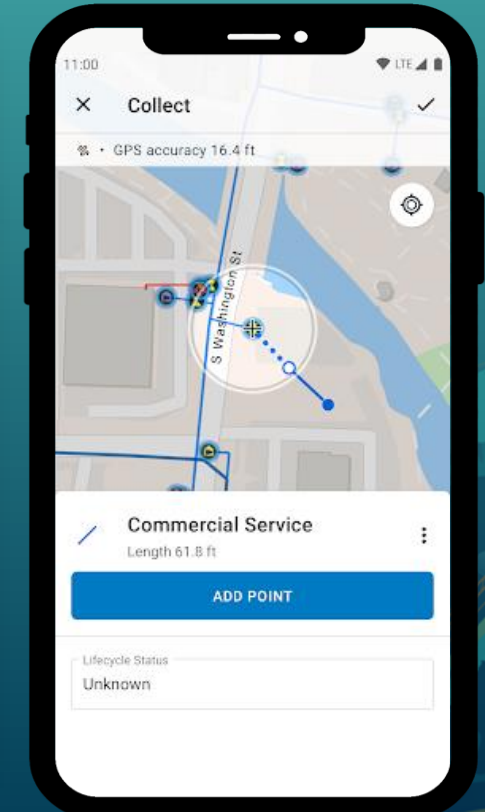 11:00
LTE
Collect
• GPS accuracy 16.4 ft
S Washington St
Commercial Service
Length 61.8 ft
ADD POINT
Lifecycle Status
Unknown